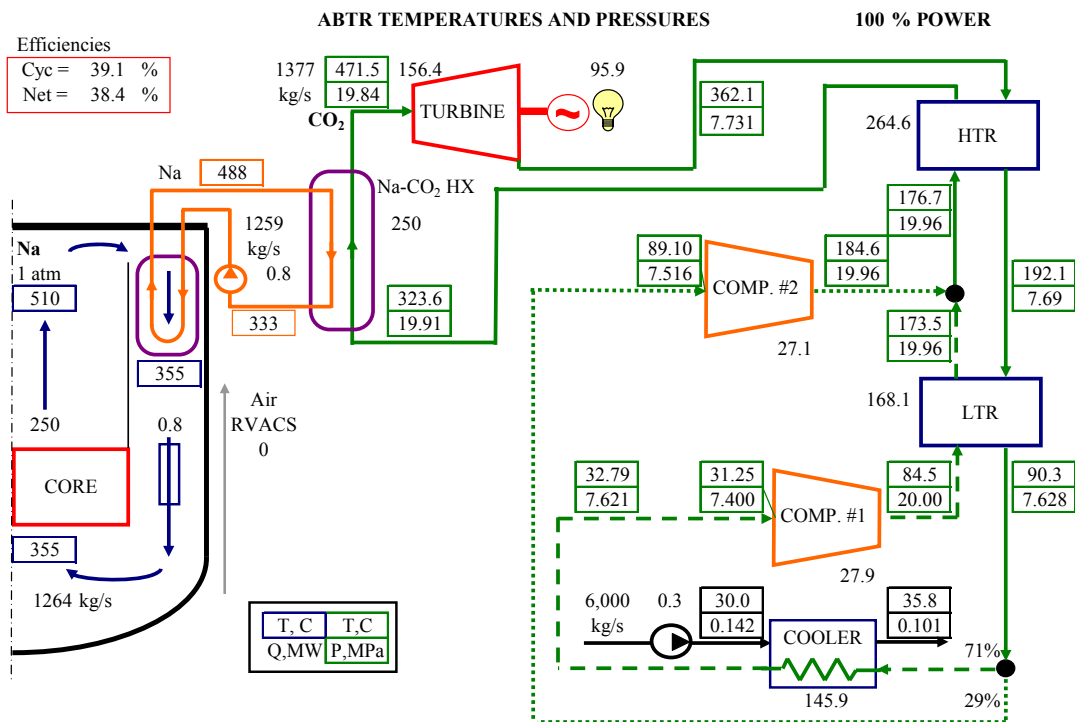 ABTR TEMPERATURES AND PRESSURES
100 % POWER
Efficiencies
Cyc = 39.1 %
Net = 38.4 %
1377
kg/s
CO2
471.5
19.84
156.4
TURBINE
~
95.9
362.1
7.731
264.6
HTR
Na
488
Na-CO2 HX
250
1259
kg/s
0.8
333
323.6
19.91
176.7
19.96
184.6
19.96
89.10
7.516
COMP. #2
27.1
192.1
7.69
173.5
19.96
168.1
LTR
Na
1 atm
510
355
250
0.8
Air
RVACS
0
CORE
355
1264 kg/s
32.79
7.621
31.25
7.400
COMP. #1
27.9
84.5
20.00
90.3
7.628
6,000
kg/s
0.3
30.0
0.142
COOLER
145.9
35.8
0.101
71%
29%
T, C T,C
Q,MW P,MPa